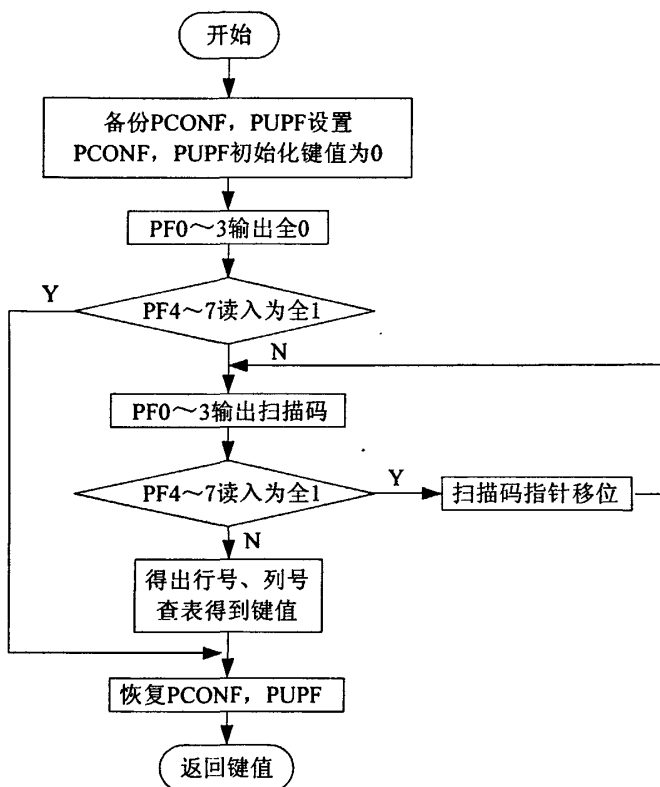 开始
备份PCONF，PUPF设置
PCONF，PUPF初始化键值为0
PF0～3输出全0
Y
PF4～7读入为全1
N
PF0～3输出扫描码
PF4～7读入为全1
Y
扫描码指针移位
N
得出行号、列号
查表得到键值
恢复PCONF，PUPF
返回键值